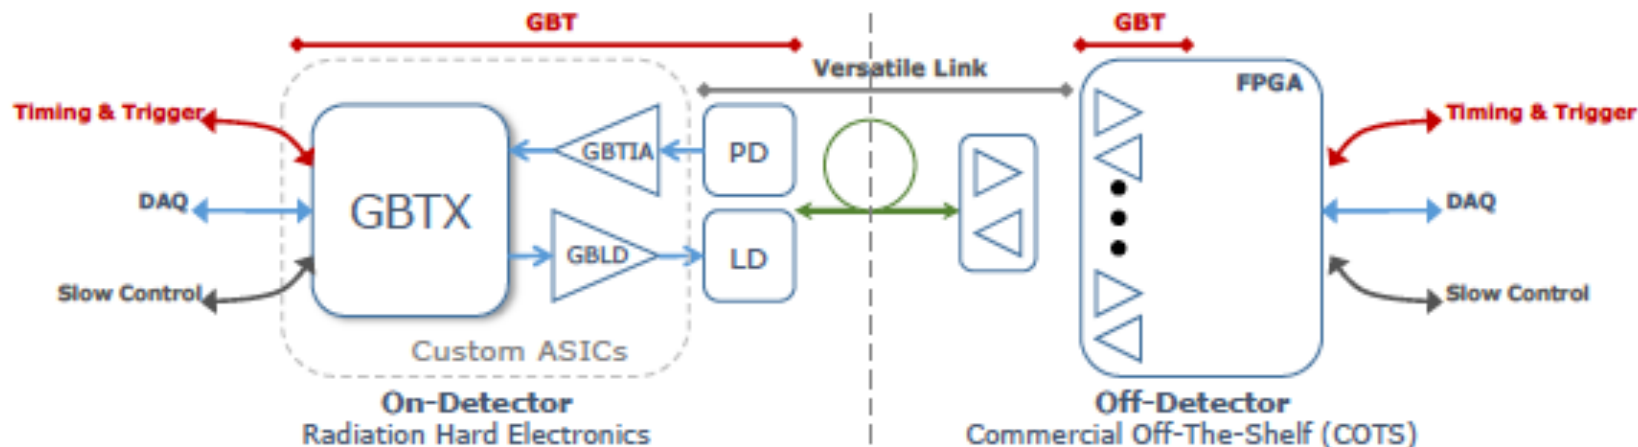 GBT
GBT
Versatile Link
FPGA
Timing & Trigger
GBTIA
PD
Timing & Trigger
DAQ
GBTX
DAQ
GBLD
LD
Slow Control
Slow Control
Custom ASICs
On-Detector
Radiation Hard Electronics
Off-Detector
Commercial Off-The-Shelf (COTS)